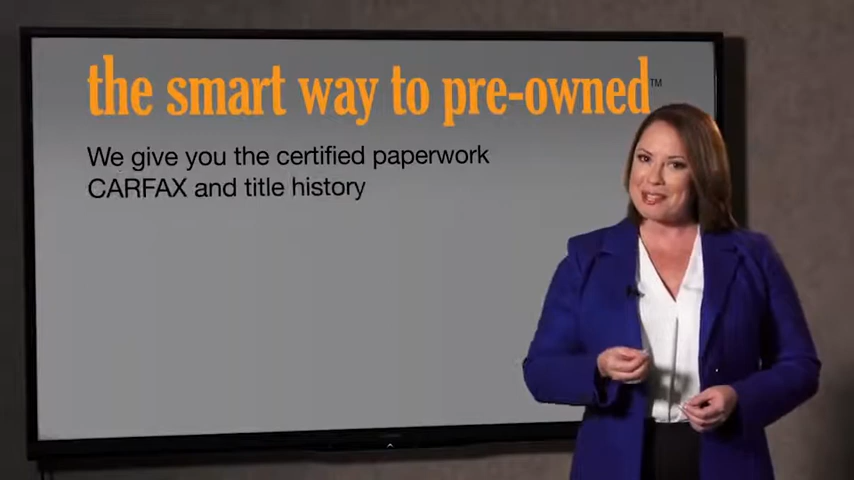 the smart way to pre-owned™
We give you the certified paperwork
CARFAX and title history